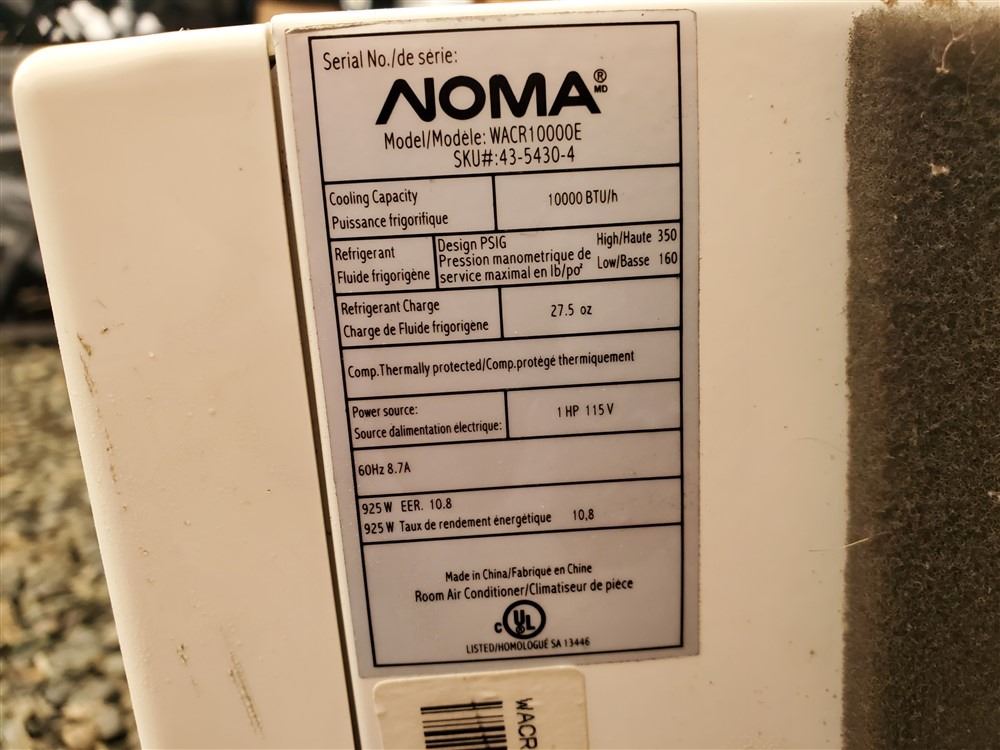 Serial No./de série:
NOMA®
MD
Model/Modèle: WACR10000E
SKU#:43-5430-4
Cooling Capacity
Puissance frigorifique
10000 BTU/h
Refrigerant
Fluide frigorigène
Design PSIG
Pression manometrique de
service maximal en lb/po²
High/Haute 350
Low/Basse 160
Refrigerant Charge
Charge de Fluide frigorigène
27.5 oz
Comp.Thermally protected/Comp.protégé thermiquement
Power source:
Source dalimentation électrique:
1 HP 115V
60Hz 8.7A
925W EER. 10.8
925W Taux de rendement énergétique 10,8
Made in China/Fabriqué en Chine
Room Air Conditioner/Climatiseur de pièce
c UL
LISTED/HOMOLOGUÉ SA 13446
WACR